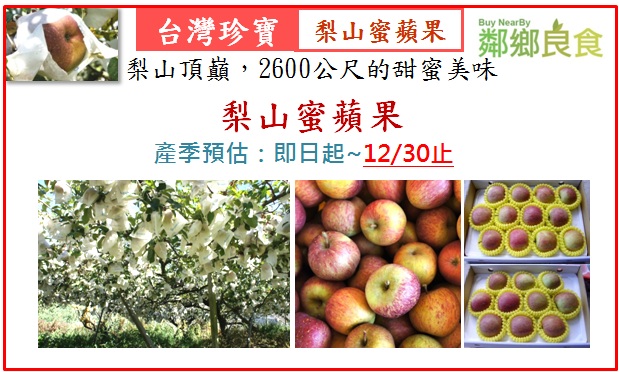 台灣珍寶
梨山蜜蘋果
Buy NearBy
鄰鄉良食
梨山頂巔，2600公尺的甜蜜美味
梨山蜜蘋果
產季預估：即日起~12/30止